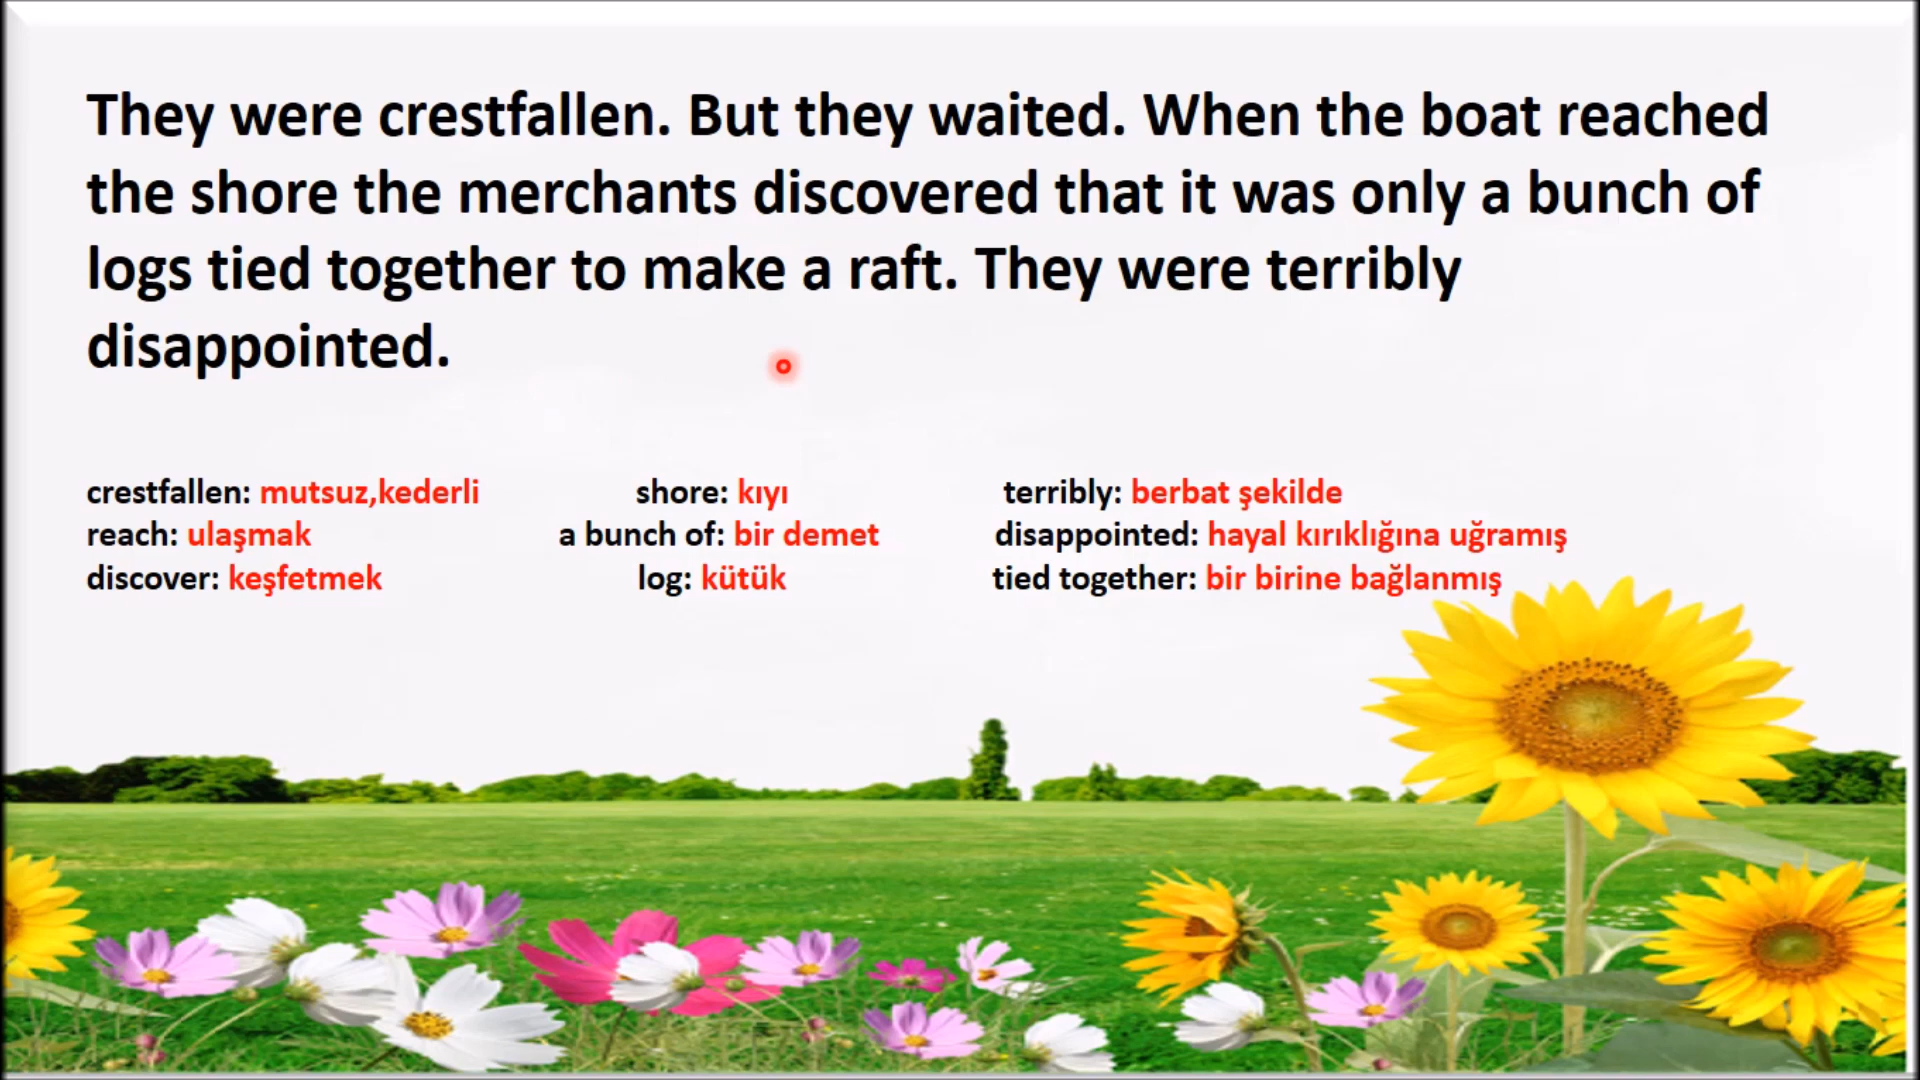 They were crestfallen. But they waited. When the boat reached
the shore the merchants discovered that it was only a bunch of
logs tied together to make a raft. They were terribly
disappointed.
crestfallen: mutsuz,kederli shore: kıyı terribly: berbat şekilde
reach: ulaşmak a bunch of: bir demet disappointed: hayal kırıklığına uğramış
discover: keşfetmek log: kütük tied together: bir birine bağlanmış